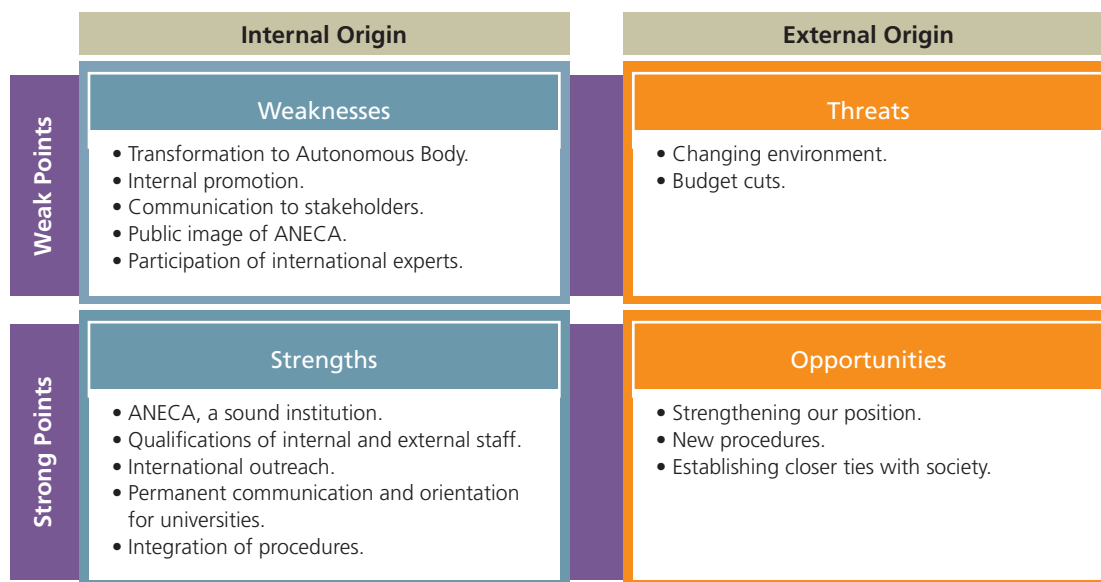 Internal Origin
External Origin
Weak Points
Weaknesses
• Transformation to Autonomous Body.
• Internal promotion.
• Communication to stakeholders.
• Public image of ANECA.
• Participation of international experts.
Threats
• Changing environment.
• Budget cuts.
Strong Points
Strengths
• ANECA, a sound institution.
• Qualifications of internal and external staff.
• International outreach.
• Permanent communication and orientation
for universities.
• Integration of procedures.
Opportunities
• Strengthening our position.
• New procedures.
• Establishing closer ties with society.